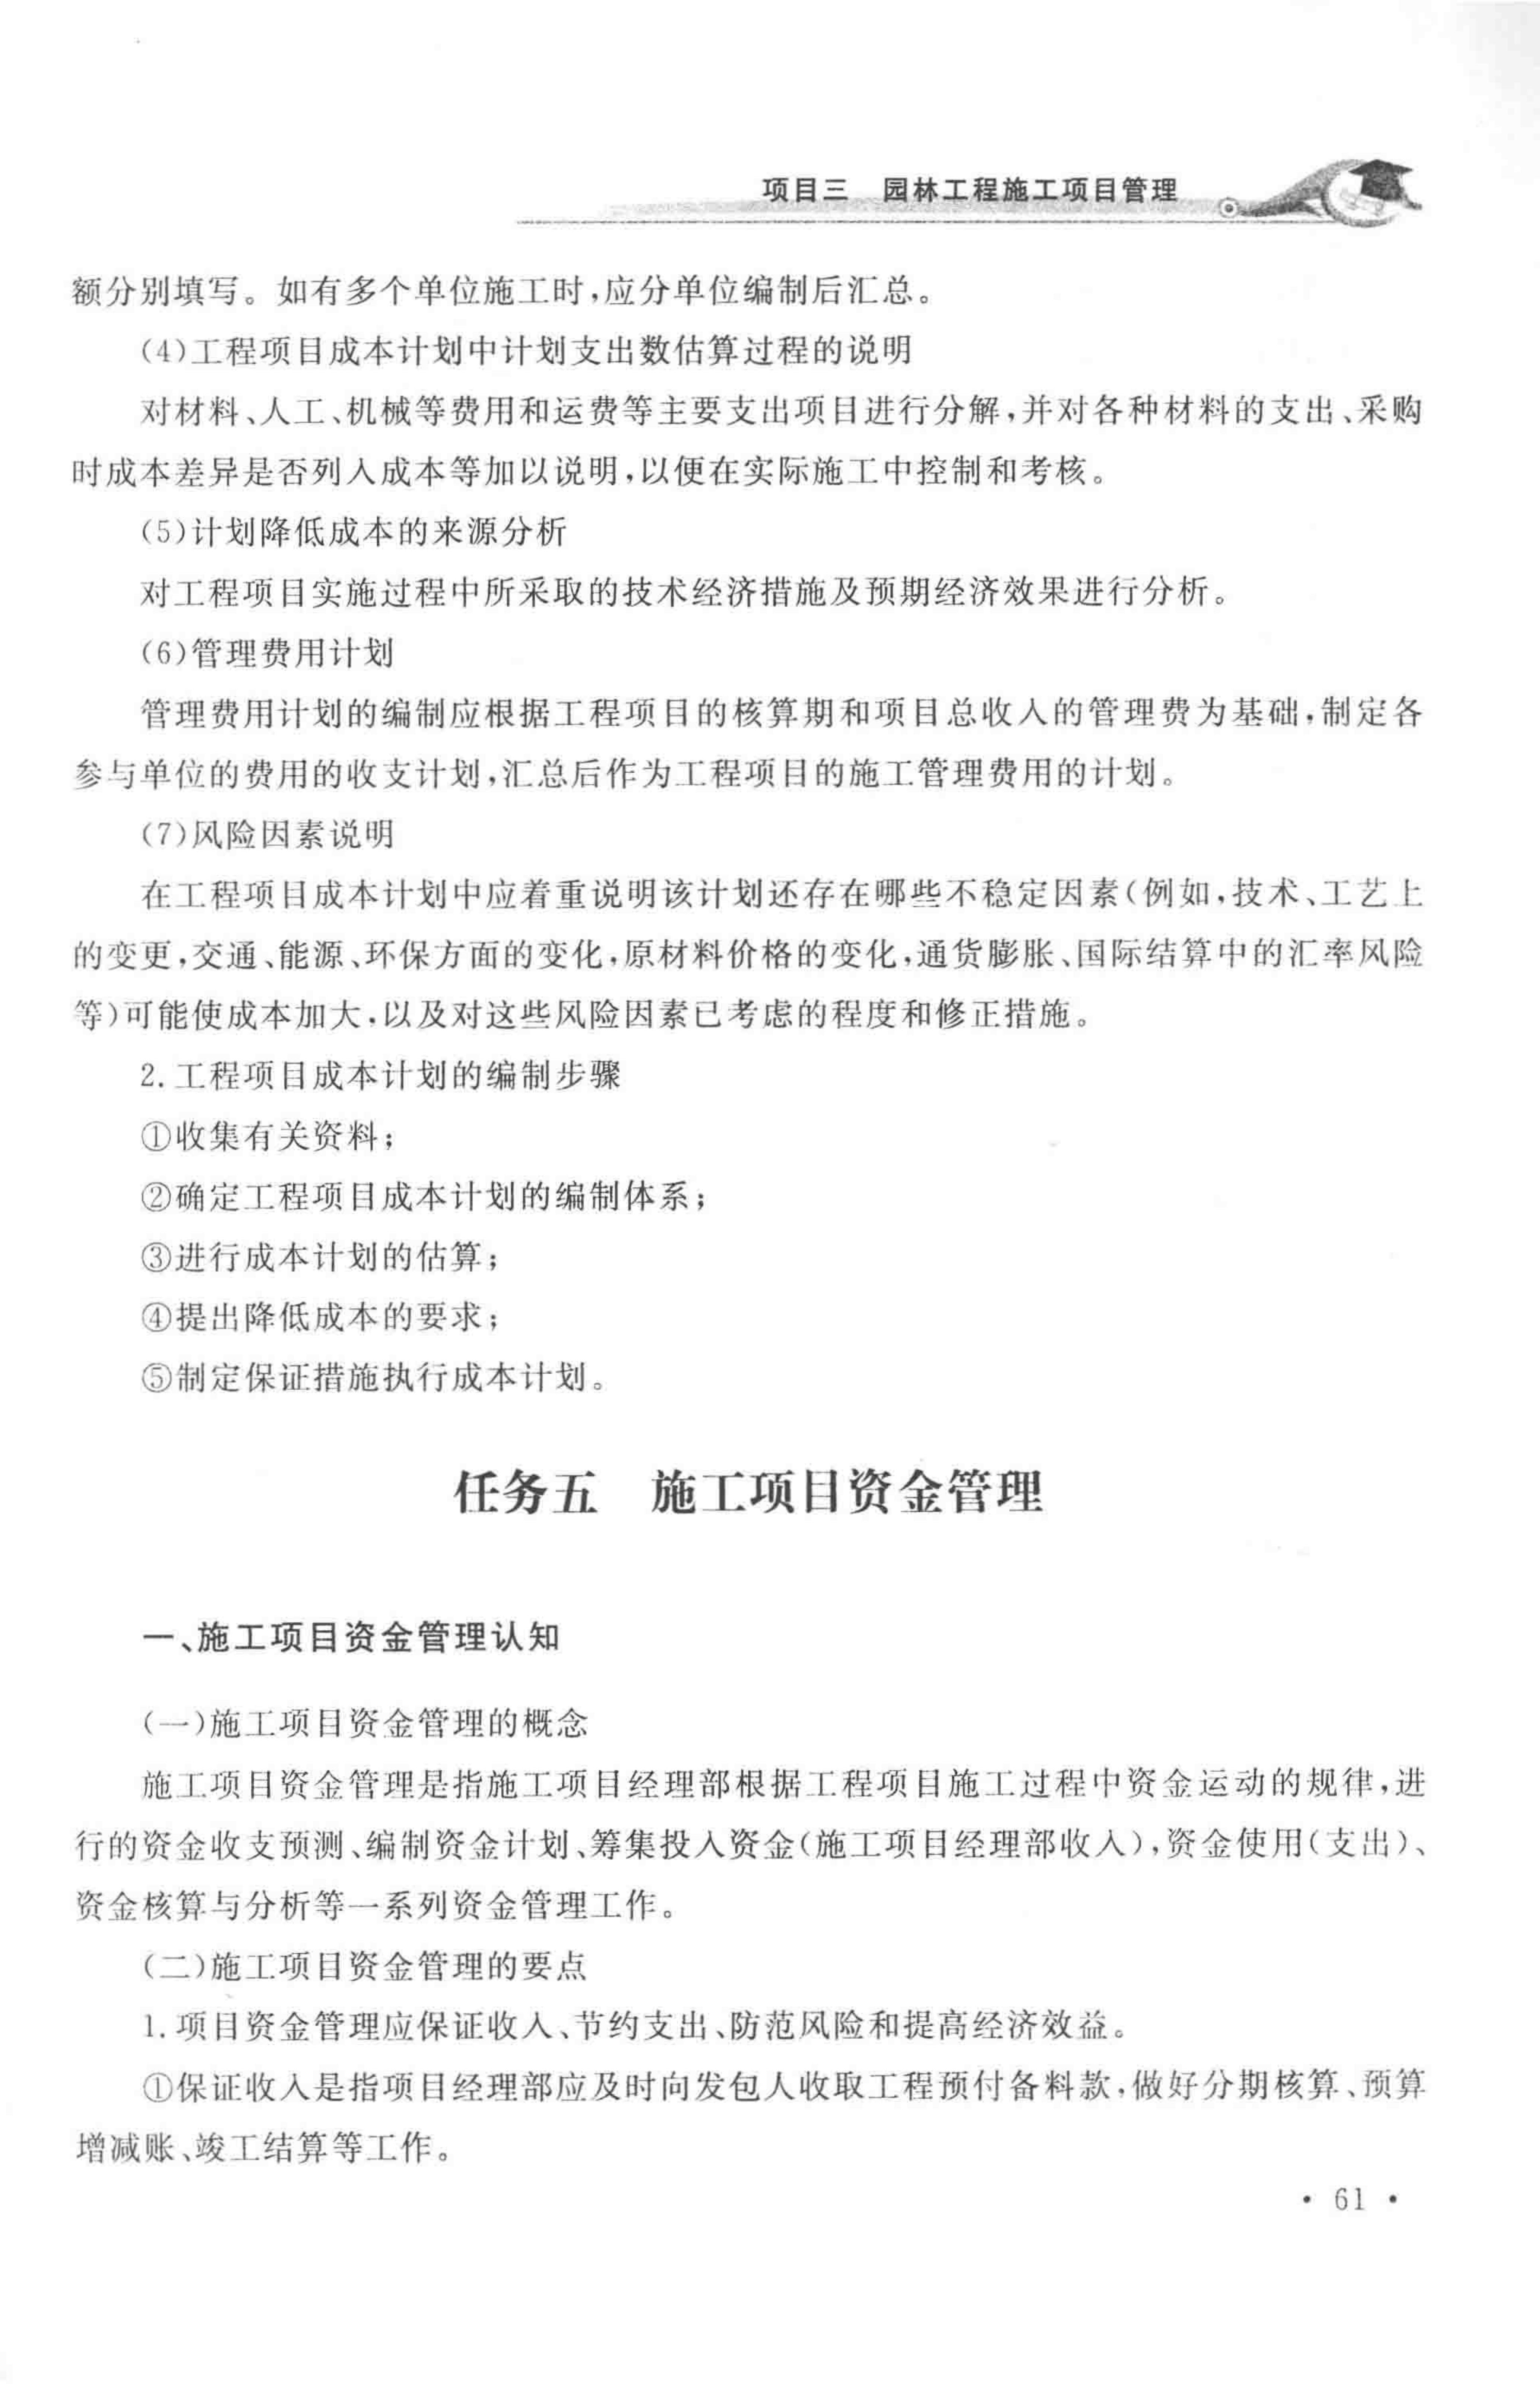 项目三　园林工程施工项目管理
额分别填写。如有多个单位施工时,应分单位编制后汇总。
(4)工程项目成本计划中计划支出数估算过程的说明
对材料、人工、机械等费用和运费等主要支出项目进行分解,并对各种材料的支出、采购
时成本差异是否列入成本等加以说明,以便在实际施工中控制和考核。
(5)计划降低成本的来源分析
对工程项目实施过程中所采取的技术经济措施及预期经济效果进行分析。
(6)管理费用计划
管理费用计划的编制应根据工程项目的核算期和项目总收入的管理费为基础,制定各
参与单位的费用的收支计划,汇总后作为工程项目的施工管理费用的计划。
(7)风险因素说明
在工程项目成本计划中应着重说明该计划还存在哪些不稳定因素(例如,技术、工艺上
的变更,交通、能源、环保方面的变化,原材料价格的变化,通货膨胀、国际结算中的汇率风险
等)可能使成本加大,以及对这些风险因素已考虑的程度和修正措施。
2. 工程项目成本计划的编制步骤
①收集有关资料;
②确定工程项目成本计划的编制体系;
③进行成本计划的估算;
④提出降低成本的要求;
⑤制定保证措施执行成本计划。
任务五　施工项目资金管理
一、施工项目资金管理认知
(一)施工项目资金管理的概念
施工项目资金管理是指施工项目经理部根据工程项目施工过程中资金运动的规律,进
行的资金收支预测、编制资金计划、筹集投入资金(施工项目经理部收入),资金使用(支出)、
资金核算与分析等一系列资金管理工作。
(二)施工项目资金管理的要点
1. 项目资金管理应保证收入、节约支出、防范风险和提高经济效益。
①保证收入是指项目经理部应及时向发包人收取工程预付备料款,做好分期核算、预算
增减账、竣工结算等工作。
· 61 ·